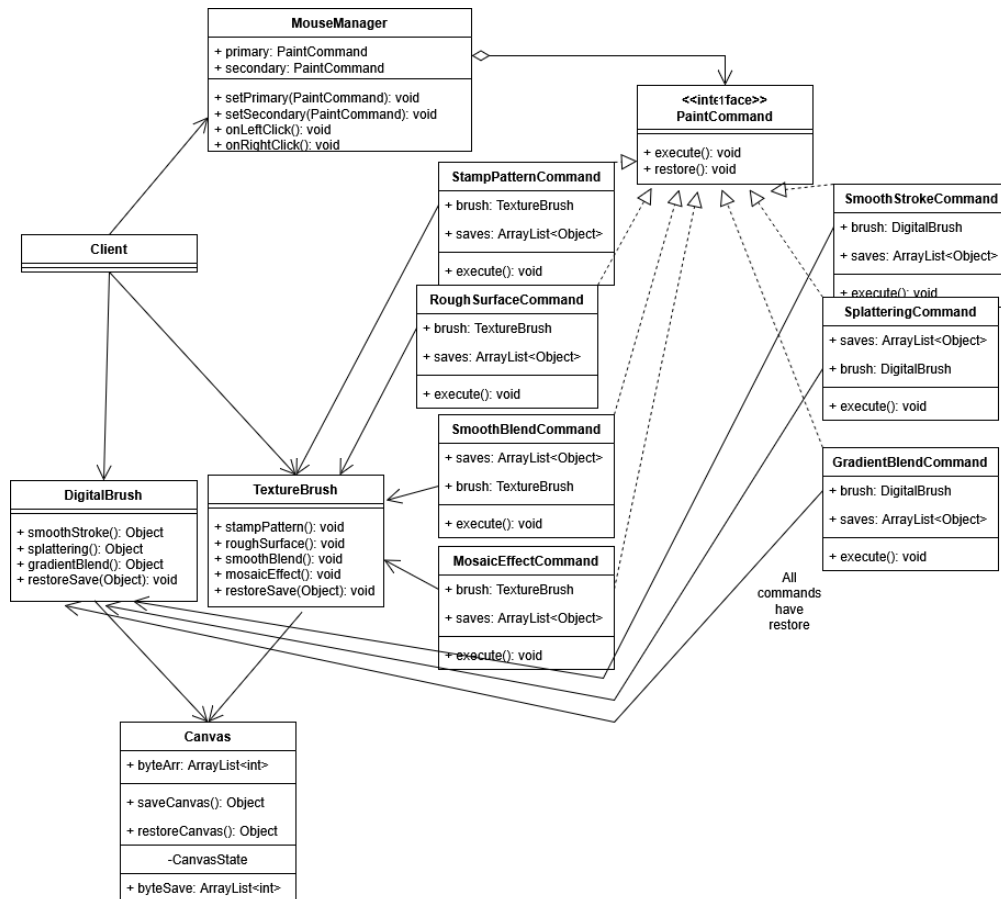 MouseManager
+ primary: PaintCommand
+ secondary: PaintCommand
+ setPrimary(PaintCommand): void
+ setSecondary(PaintCommand): void
+ onLeftClick(): void
+ onRightClick(): void
<<interface>>
PaintCommand
+ execute(): void
+ restore(): void
StampPatternCommand
+ brush: TextureBrush
+ saves: ArrayList<Object>
+ execute(): void
SmoothStrokeCommand
+ brush: DigitalBrush
+ saves: ArrayList<Object>
+ execute(): void
Client
RoughSurfaceCommand
+ brush: TextureBrush
+ saves: ArrayList<Object>
+ execute(): void
SplatteringCommand
+ saves: ArrayList<Object>
+ brush: DigitalBrush
+ execute(): void
SmoothBlendCommand
+ saves: ArrayList<Object>
+ brush: TextureBrush
+ execute(): void
GradientBlendCommand
+ brush: DigitalBrush
+ saves: ArrayList<Object>
+ execute(): void
DigitalBrush
+ smoothStroke(): Object
+ splattering(): Object
+ gradientBlend(): Object
+ restoreSave(Object): void
TextureBrush
+ stampPattern(): void
+ roughSurface(): void
+ smoothBlend(): void
+ mosaicEffect(): void
+ restoreSave(Object): void
MosaicEffectCommand
+ brush: TextureBrush
+ saves: ArrayList<Object>
+ execute(): void
All
commands
have
restore
Canvas
+ byteArr: ArrayList<int>
+ saveCanvas(): Object
+ restoreCanvas(): Object
-CanvasState
+ byteSave: ArrayList<int>